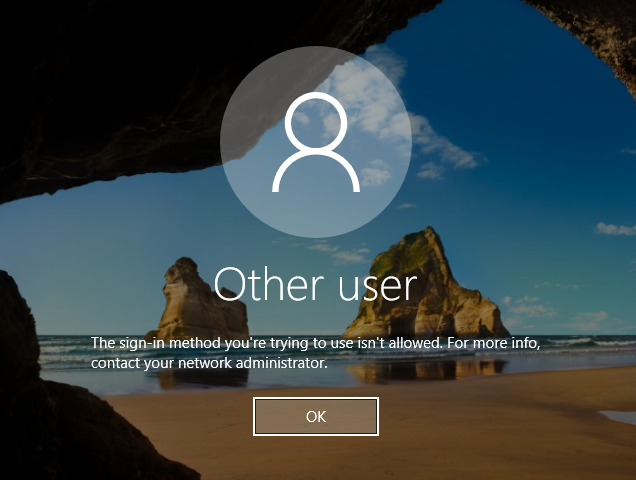 Other user
The sign-in method you're trying to use isn't allowed. For more info,
contact your network administrator.
OK